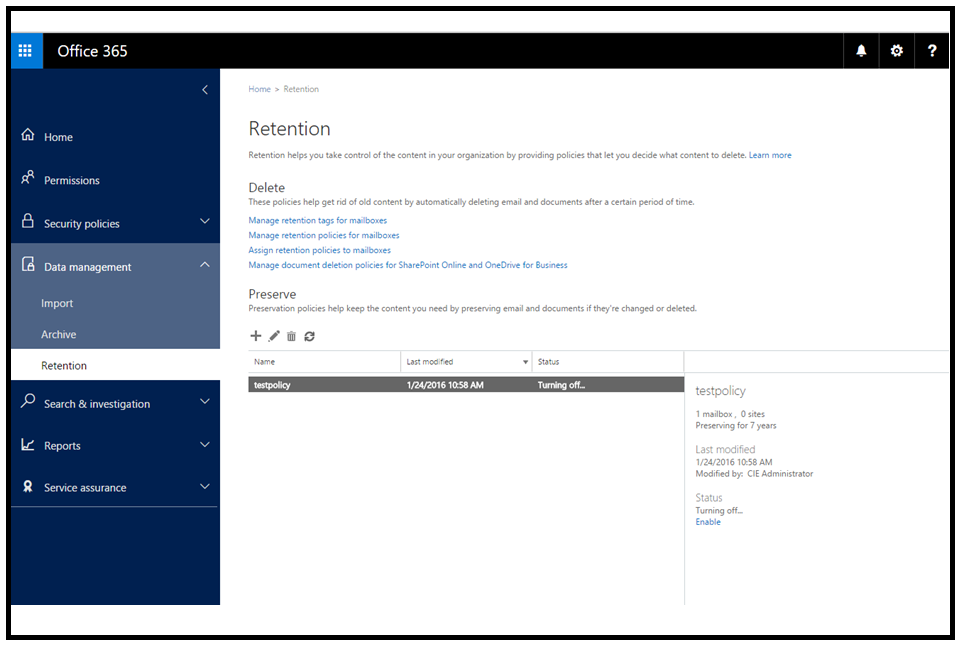 Office 365
?
Home
Permissions
Security policies
Data management
Import
Archive
Retention
Search & investigation
Reports
Service assurance
Home > Retention
Retention
Retention helps you take control of the content in your organization by providing policies that let you decide what content to delete. Learn more
Delete
These policies help get rid of old content by automatically deleting email and documents after a certain period of time.
Manage retention tags for mailboxes
Manage retention policies for mailboxes
Assign retention policies to mailboxes
Manage document deletion policies for SharePoint Online and OneDrive for Business
Preserve
Preservation policies help keep the content you need by preserving email and documents if they're changed or deleted.
Name Last modified Status
testpolicy 1/24/2016 10:58 AM Turning off...
testpolicy
1 mailbox , 0 sites
Preserving for 7 years
Last modified
1/24/2016 10:58 AM
Modified by: CIE Administrator
Status
Turning off...
Enable